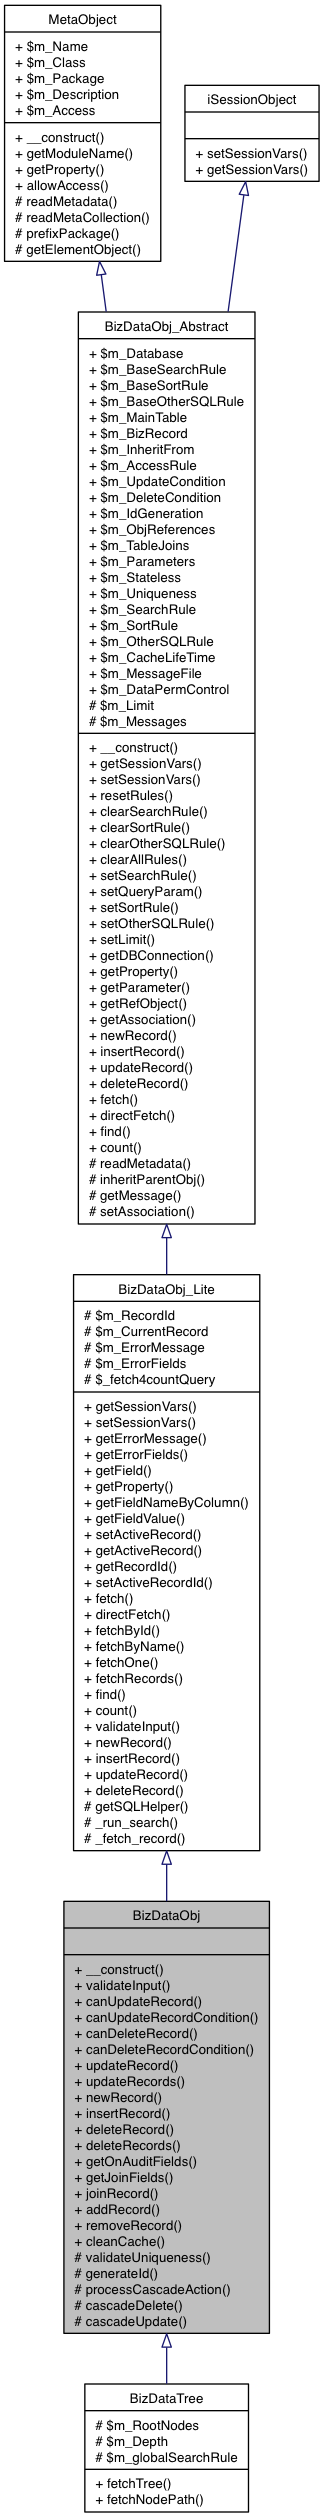 MetaObject
+ $m_Name
+ $m_Class
+ $m_Package
+ $m_Description
+ $m_Access
+ __construct()
+ getModuleName()
+ getProperty()
+ allowAccess()
# readMetadata()
# readMetaCollection()
# prefixPackage()
# getElementObject()
iSessionObject
+ setSessionVars()
+ getSessionVars()
BizDataObj_Abstract
+ $m_Database
+ $m_BaseSearchRule
+ $m_BaseSortRule
+ $m_BaseOtherSQLRule
+ $m_MainTable
+ $m_BizRecord
+ $m_InheritFrom
+ $m_AccessRule
+ $m_UpdateCondition
+ $m_DeleteCondition
+ $m_IdGeneration
+ $m_ObjReferences
+ $m_TableJoins
+ $m_Parameters
+ $m_Stateless
+ $m_Uniqueness
+ $m_SearchRule
+ $m_SortRule
+ $m_OtherSQLRule
+ $m_CacheLifeTime
+ $m_MessageFile
+ $m_DataPermControl
# $m_Limit
# $m_Messages
+ __construct()
+ getSessionVars()
+ setSessionVars()
+ resetRules()
+ clearSearchRule()
+ clearSortRule()
+ clearOtherSQLRule()
+ clearAllRules()
+ setSearchRule()
+ setQueryParam()
+ setSortRule()
+ setOtherSQLRule()
+ setLimit()
+ getDBConnection()
+ getProperty()
+ getParameter()
+ getRefObject()
+ getAssociation()
+ newRecord()
+ insertRecord()
+ updateRecord()
+ deleteRecord()
+ fetch()
+ directFetch()
+ find()
+ count()
# readMetadata()
# inheritParentObj()
# getMessage()
# setAssociation()
BizDataObj_Lite
# $m_RecordId
# $m_CurrentRecord
# $m_ErrorMessage
# $m_ErrorFields
# $_fetch4countQuery
+ getSessionVars()
+ setSessionVars()
+ getErrorMessage()
+ getErrorFields()
+ getField()
+ getProperty()
+ getFieldNameByColumn()
+ getFieldValue()
+ setActiveRecord()
+ getActiveRecord()
+ getRecordId()
+ setActiveRecordId()
+ fetch()
+ directFetch()
+ fetchById()
+ fetchByName()
+ fetchOne()
+ fetchRecords()
+ find()
+ count()
+ validateInput()
+ newRecord()
+ insertRecord()
+ updateRecord()
+ deleteRecord()
# getSQLHelper()
# _run_search()
# _fetch_record()
BizDataObj
+ __construct()
+ validateInput()
+ canUpdateRecord()
+ canUpdateRecordCondition()
+ canDeleteRecord()
+ canDeleteRecordCondition()
+ updateRecord()
+ updateRecords()
+ newRecord()
+ insertRecord()
+ deleteRecord()
+ deleteRecords()
+ getOnAuditFields()
+ getJoinFields()
+ joinRecord()
+ addRecord()
+ removeRecord()
+ cleanCache()
# validateUniqueness()
# generateId()
# processCascadeAction()
# cascadeDelete()
# cascadeUpdate()
BizDataTree
# $m_RootNodes
# $m_Depth
# $m_globalSearchRule
+ fetchTree()
+ fetchNodePath()